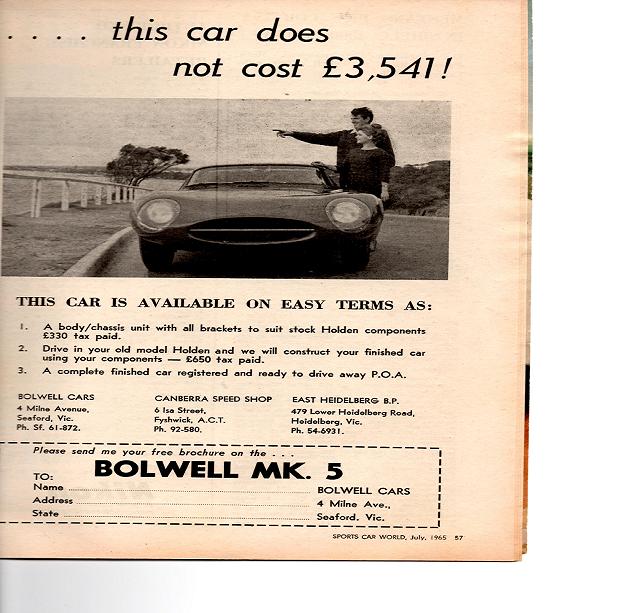 . . . . this car does
not cost £3,541!
THIS CAR IS AVAILABLE ON EASY TERMS AS:
1. A body/chassis unit with all brackets to suit stock Holden components
£330 tax paid.
2. Drive in your old model Holden and we will construct your finished car
using your components — £650 tax paid.
3. A complete finished car registered and ready to drive away P.O.A.
BOLWELL CARS
4 Milne Avenue,
Seaford, Vic.
Ph. Sf. 61-872.
CANBERRA SPEED SHOP
6 Isa Street,
Fyshwick, A.C.T.
Ph. 92-580.
EAST HEIDELBERG B.P.
479 Lower Heidelberg Road,
Heidelberg, Vic.
Ph. 54-6931.
Please send me your free brochure on the . . .
BOLWELL MK. 5
TO:
Name
Address
State
BOLWELL CARS
4 Milne Ave.,
Seaford, Vic.
SPORTS CAR WORLD, July, 1965 57